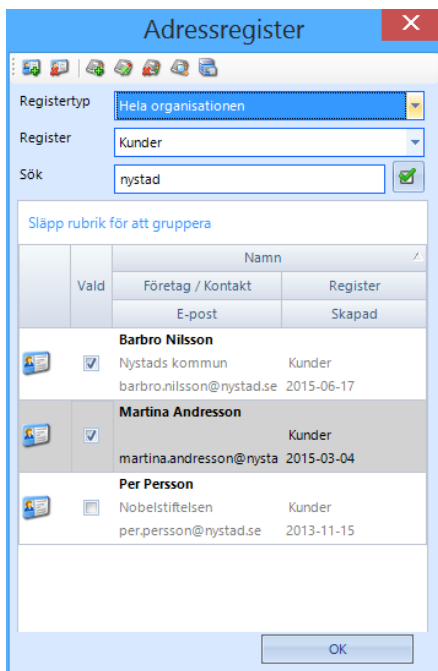 Adressregister
Registertyp Hela organisationen
Register Kunder
Sök nystad
Släpp rubrik för att gruppera
Namn
Vald Företag / Kontakt Register
E-post Skapad
Barbro Nilsson
Nystads kommun Kunder
barbro.nilsson@nystad.se 2015-06-17
Martina Andresson
Kunder
martina.andresson@nysta 2015-03-04
Per Persson
Nobelstiftelsen Kunder
per.persson@nystad.se 2013-11-15
OK